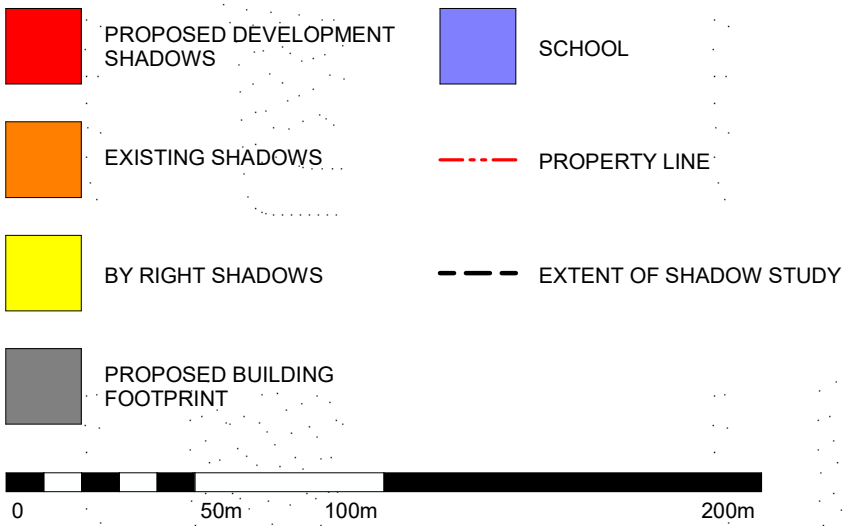 PROPOSED DEVELOPMENT
SHADOWS
EXISTING SHADOWS
BY RIGHT SHADOWS
PROPOSED BUILDING
FOOTPRINT
SCHOOL
PROPERTY LINE
EXTENT OF SHADOW STUDY
0 50m 100m 200m